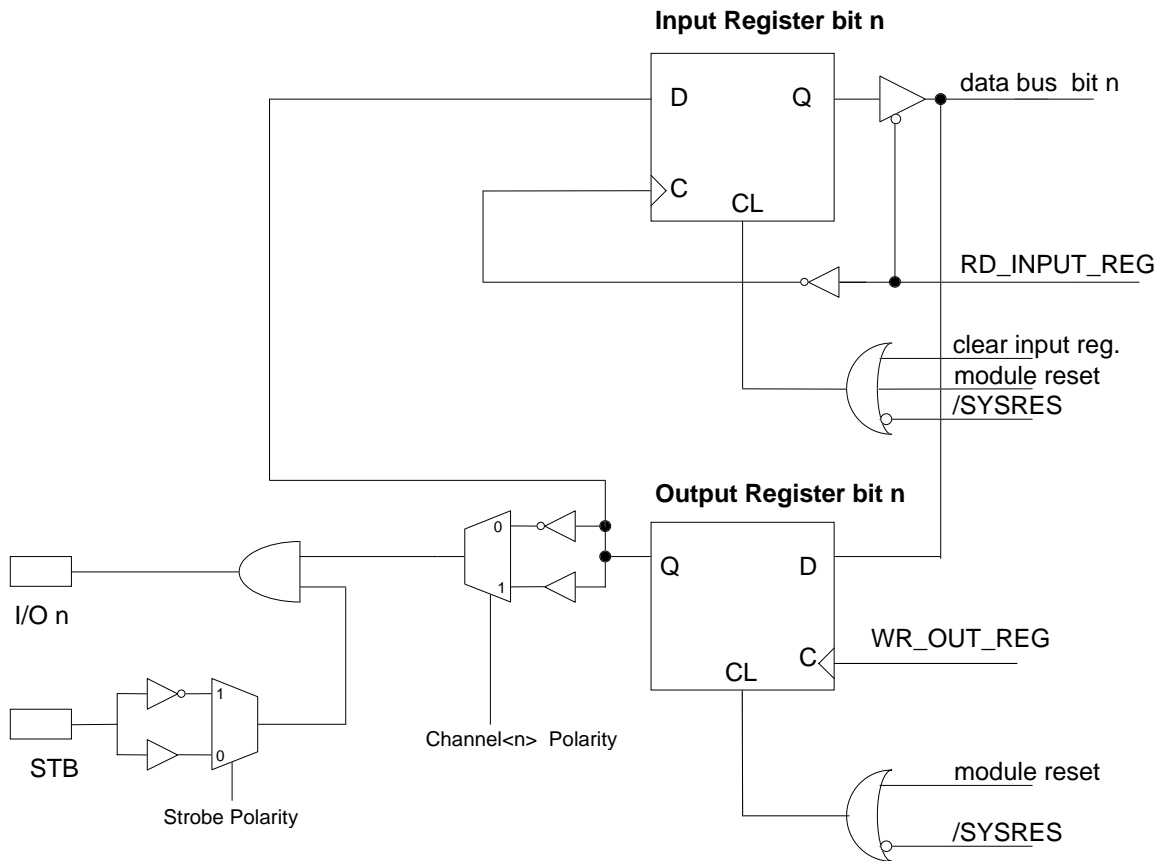 Input Register bit n
D
Q
data bus bit n
C
CL
RD_INPUT_REG
clear input reg.
module reset
/SYSRES
Output Register bit n
0
Q
D
1
I/O n
WR_OUT_REG
C
CL
1
Channel<n> Polarity
0
STB
module reset
Strobe Polarity
/SYSRES